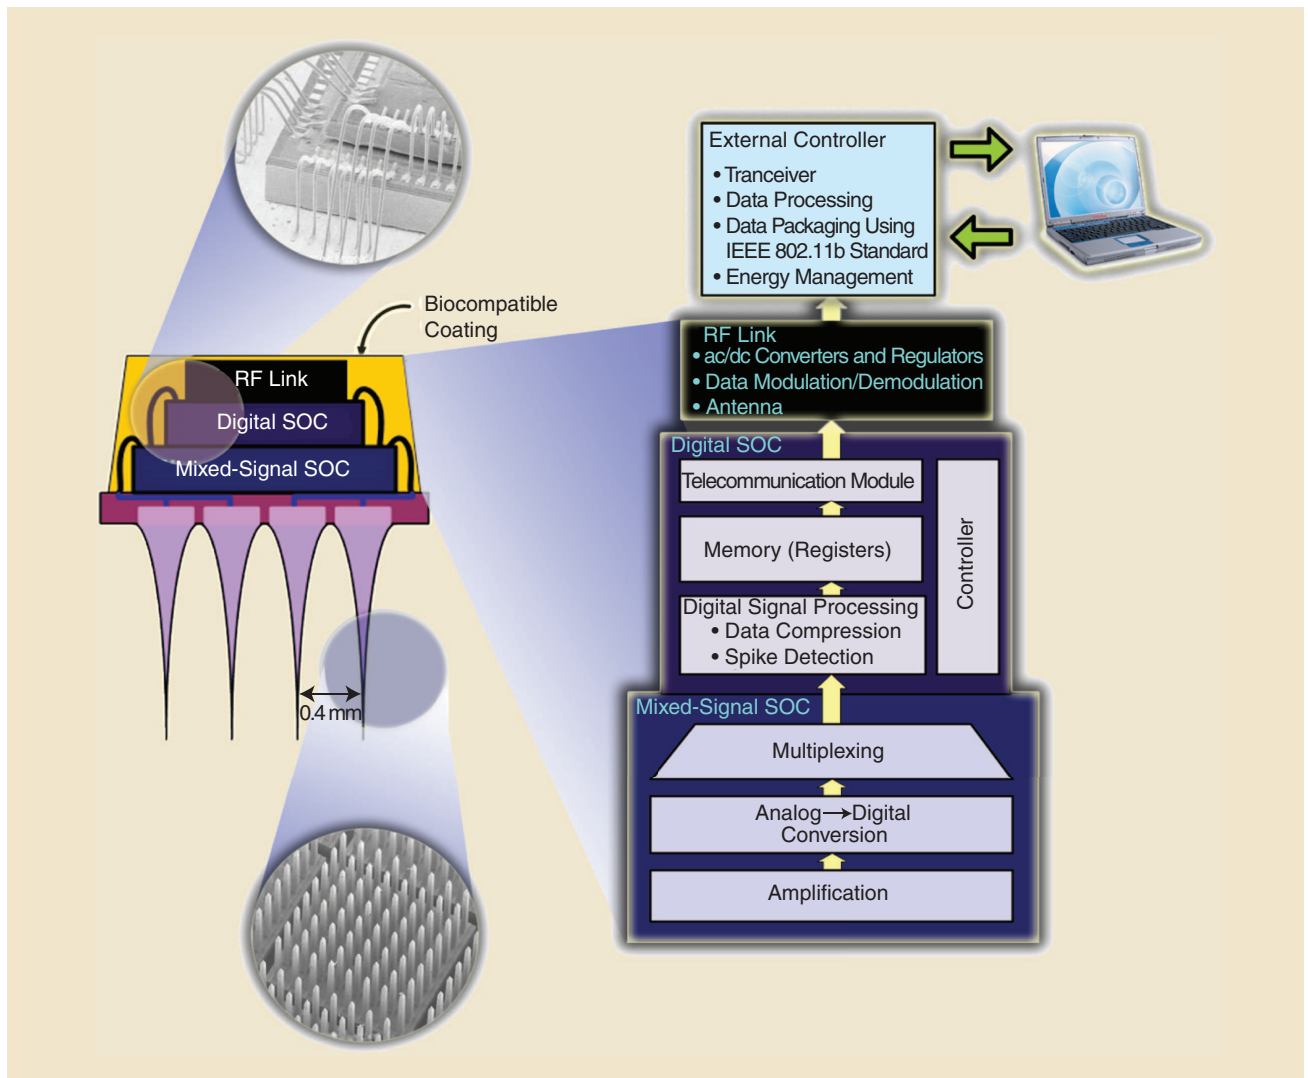 External Controller
• Tranceiver
• Data Processing
• Data Packaging Using
IEEE 802.11b Standard
• Energy Management
Biocompatible
Coating
RF Link
Digital SOC
Mixed-Signal SOC
0.4 mm
RF Link
• ac/dc Converters and Regulators
• Data Modulation/Demodulation
• Antenna
Digital SOC
Telecommunication Module
Memory (Registers)
Digital Signal Processing
• Data Compression
• Spike Detection
Controller
Mixed-Signal SOC
Multiplexing
Analog→Digital
Conversion
Amplification